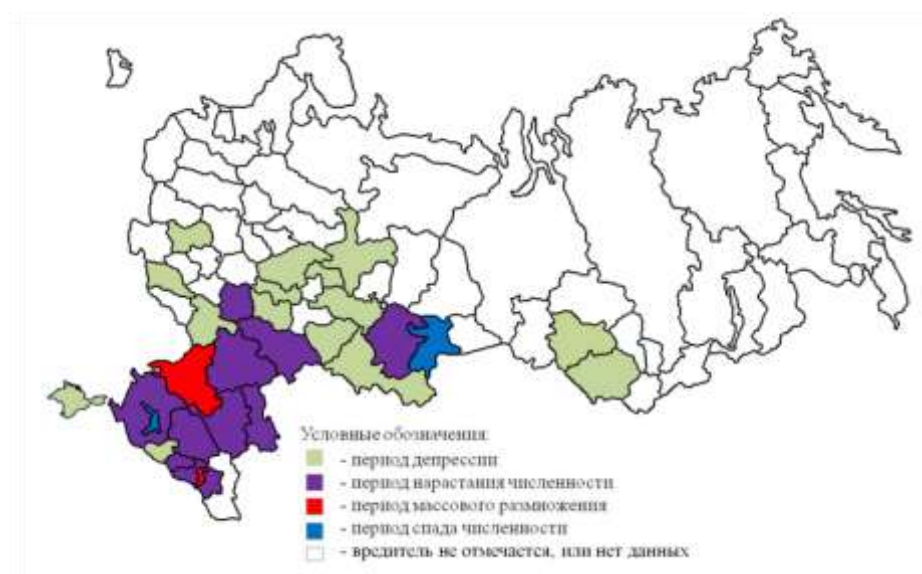 Условные обозначения:
- период депрессии
- период нарастания численности
- период массового размножения
- период спада численности
- вредитель не отмечается, или нет данных